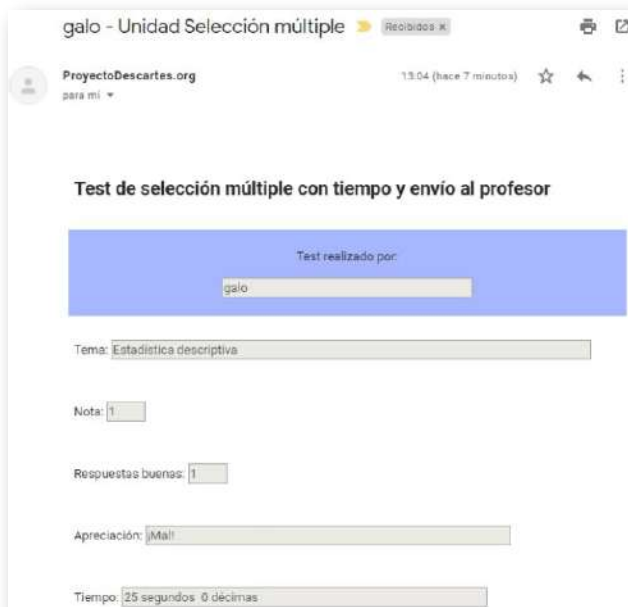 galo - Unidad Selección múltiple Recibidos x
ProyectoDescartes.org 13:04 (hace 7 minutos)
para mí
Test de selección múltiple con tiempo y envío al profesor
Test realizado por:
galo
Tema: Estadística descriptiva
Nota: 1
Respuestas buenas: 1
Apreciación: ¡Mal!
Tiempo: 25 segundos 0 décimas